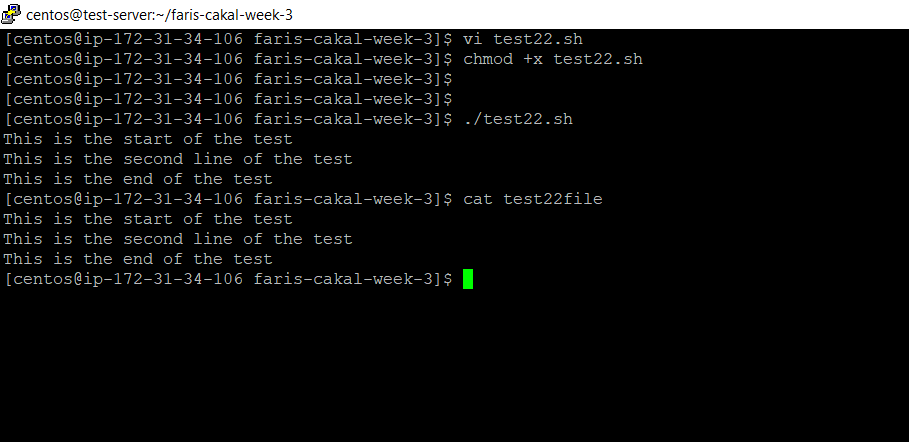 centos@test-server:~/faris-cakal-week-3
[centos@ip-172-31-34-106 faris-cakal-week-3]$ vi test22.sh
[centos@ip-172-31-34-106 faris-cakal-week-3]$ chmod +x test22.sh
[centos@ip-172-31-34-106 faris-cakal-week-3]$
[centos@ip-172-31-34-106 faris-cakal-week-3]$
[centos@ip-172-31-34-106 faris-cakal-week-3]$ ./test22.sh
This is the start of the test
This is the second line of the test
This is the end of the test
[centos@ip-172-31-34-106 faris-cakal-week-3]$ cat test22file
This is the start of the test
This is the second line of the test
This is the end of the test
[centos@ip-172-31-34-106 faris-cakal-week-3]$